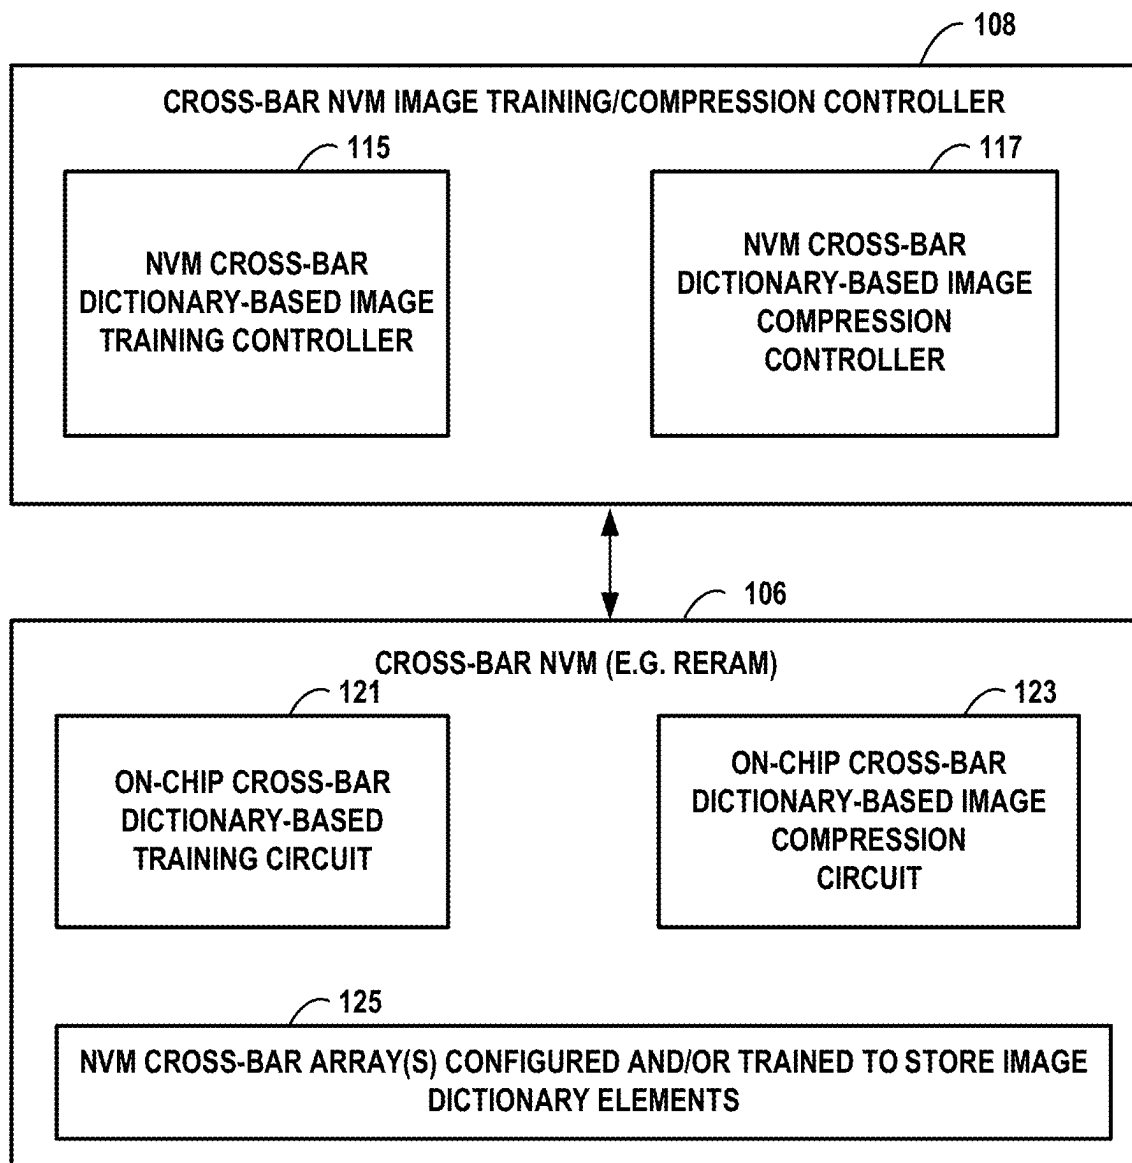 108
CROSS-BAR NVM IMAGE TRAINING/COMPRESSION CONTROLLER
115
NVM CROSS-BAR
DICTIONARY-BASED IMAGE
TRAINING CONTROLLER
117
NVM CROSS-BAR
DICTIONARY-BASED IMAGE
COMPRESSION
CONTROLLER
106
CROSS-BAR NVM (E.G. RERAM)
121
ON-CHIP CROSS-BAR
DICTIONARY-BASED
TRAINING CIRCUIT
123
ON-CHIP CROSS-BAR
DICTIONARY-BASED IMAGE
COMPRESSION
CIRCUIT
125
NVM CROSS-BAR ARRAY(S) CONFIGURED AND/OR TRAINED TO STORE IMAGE
DICTIONARY ELEMENTS